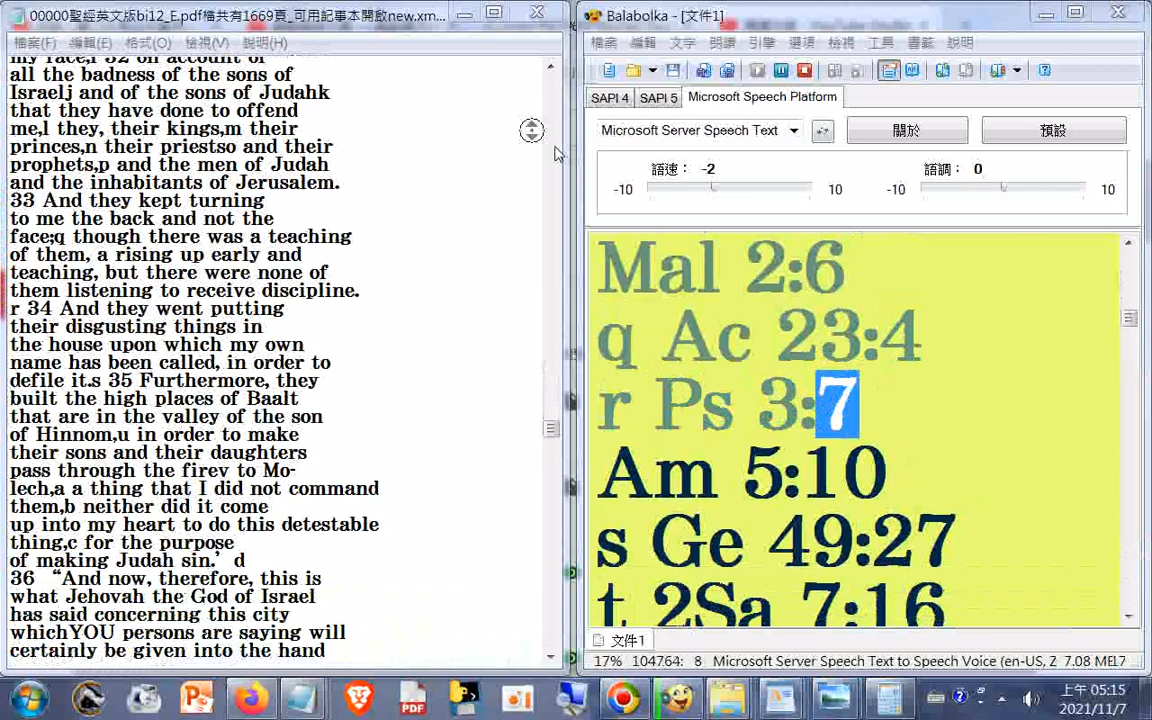 00000聖經英文版bi12_E.pdf檔共有1669頁_可用記事本開啟new.xm...
檔案(F) 編輯(E) 格式(O) 檢視(V) 說明(H)
my face,i 32 on account of
all the badness of the sons of
Israelj and of the sons of Judahk
that they have done to offend
me,l they, their kings,m their
princes,n their priestso and their
prophets,p and the men of Judah
and the inhabitants of Jerusalem.
33 And they kept turning
to me the back and not the
face;q though there was a teaching
of them, a rising up early and
teaching, but there were none of
them listening to receive discipline.
r 34 And they went putting
their disgusting things in
the house upon which my own
name has been called, in order to
defile it.s 35 Furthermore, they
built the high places of Baalt
that are in the valley of the son
of Hinnom,u in order to make
their sons and their daughters
pass through the firev to Mo-
lech,a a thing that I did not command
them,b neither did it come
up into my heart to do this detestable
thing,c for the purpose
of making Judah sin.’ d
36 “And now, therefore, this is
what Jehovah the God of Israel
has said concerning this city
whichYOU persons are saying will
certainly be given into the hand
Balabolka - [文件1]
檔案 編輯 文字 朗讀 引擎 選項 檢視 工具 書籤 說明
SAPI 4 SAPI 5 Microsoft Speech Platform
Microsoft Server Speech Text 關於 預設
語速： -2 語調： 0
-10 10 -10 10
Mal 2:6
q Ac 23:4
r Ps 3:7
Am 5:10
s Ge 49:27
t 2Sa 7:16
文件1
17% 1047.64: 8 Microsoft Server Speech Text to Speech Voice (en-US, Z 7.08 ME17
PDF
上午 05:15
2021/11/7